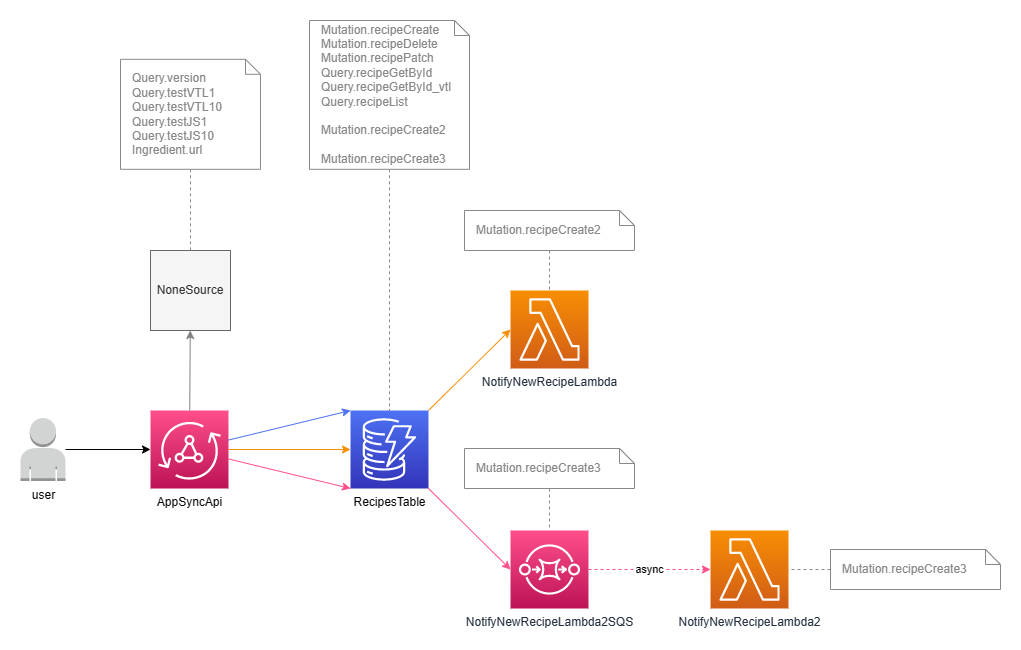 Mutation.recipeCreate
Mutation.recipeDelete
Mutation.recipePatch
Query.recipeGetById
Query.recipeGetById_vtl
Query.recipeList
Mutation.recipeCreate2
Mutation.recipeCreate3
Query.version
Query.testVTL1
Query.testVTL10
Query.testJS1
Query.testJS10
Ingredient.url
Mutation.recipeCreate2
NoneSource
NotifyNewRecipeLambda
Mutation.recipeCreate3
user
AppSyncApi
RecipesTable
async
Mutation.recipeCreate3
NotifyNewRecipeLambda2SQS
NotifyNewRecipeLambda2